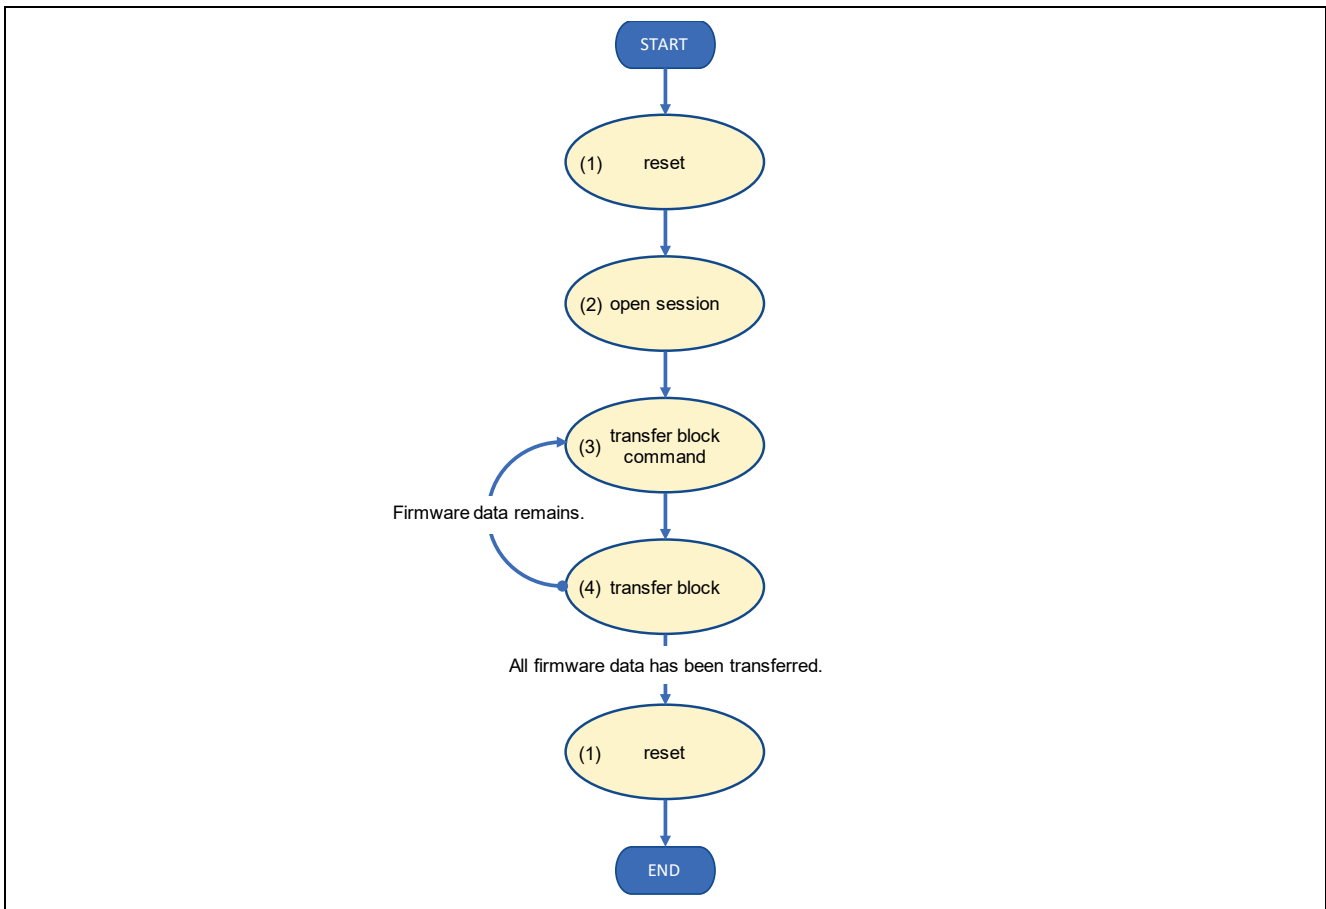 START
(1) reset
(2) open session
(3) transfer block
command
Firmware data remains.
(4) transfer block
All firmware data has been transferred.
(1) reset
END